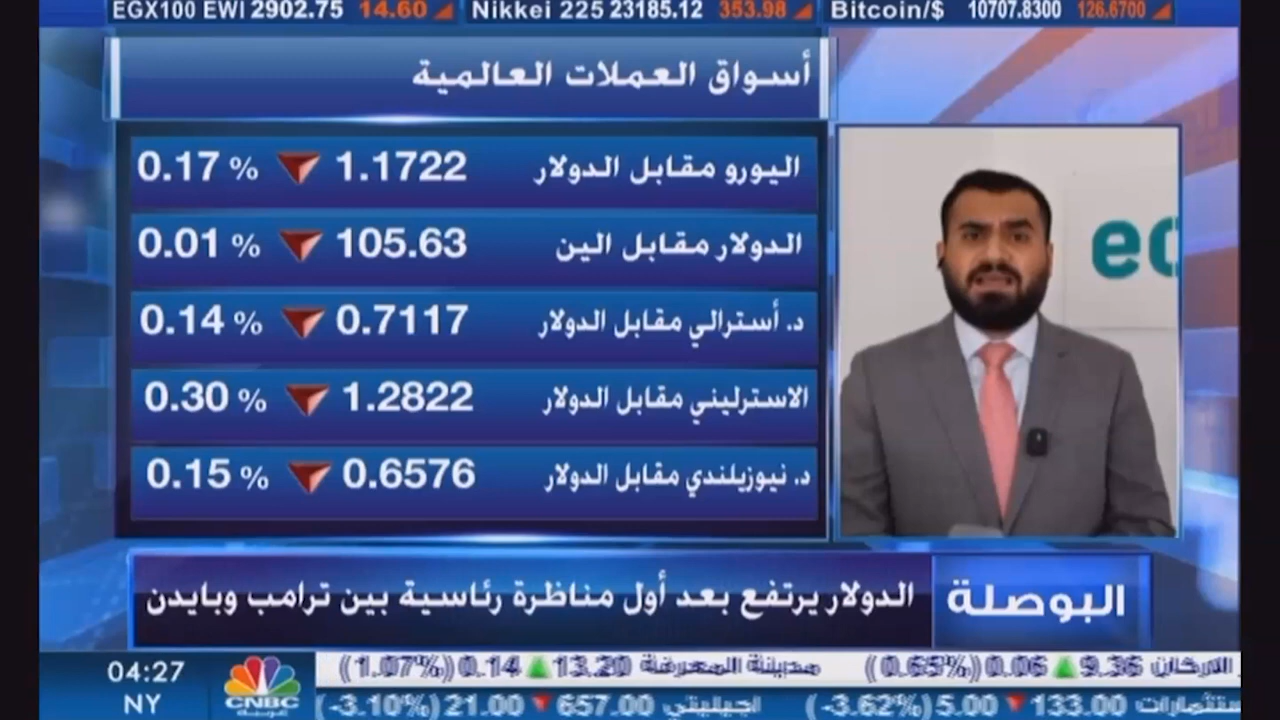 EGX100 EWI 2902.75 14.60 Nikkei 225 23185.12 353.98 Bitcoin/$ 10707.8300 126.6700
أسواق العملات العالمية
اليورو مقابل الدولار 1.1722 0.17 %
الدولار مقابل الين 105.63 0.01 %
د. أسترالي مقابل الدولار 0.7117 0.14 %
الاسترليني مقابل الدولار 1.2822 0.30 %
د. نيوزيلندي مقابل الدولار 0.6576 0.15 %
ec
البوصلة
الدولار يرتفع بعد أول مناظرة رئاسية بين ترامب وبايدن
الاركان 9.36 0.06 (0.65%) مدينة المعرفة 13.20 0.14 (1.07%)
133.00 5.00 (-3.62%) اجيليتي 657.00 21.00 (-3.10%)
04:27
NY
CNBC
عربية